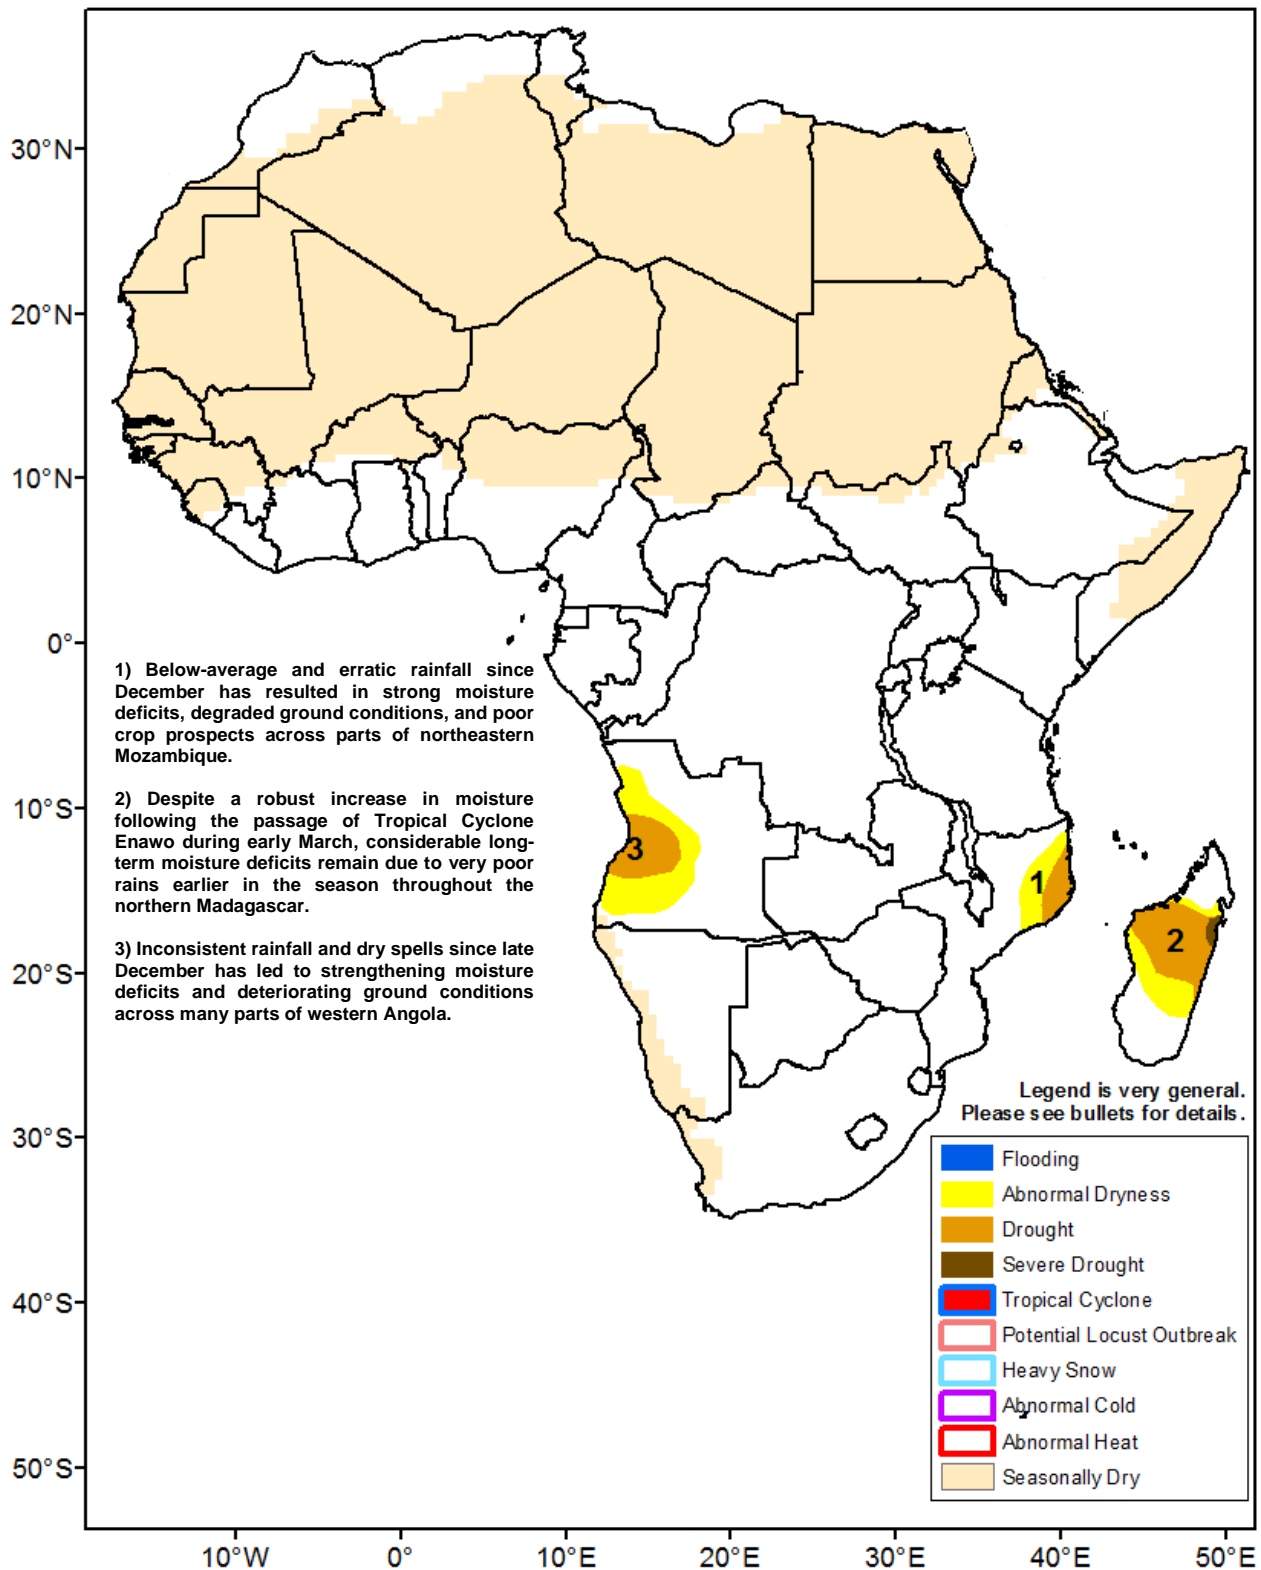 30°N
20°N
10°N
0°
10°S
20°S
30°S
40°S
50°S
1) Below-average and erratic rainfall since
December has resulted in strong moisture
deficits, degraded ground conditions, and poor
crop prospects across parts of northeastern
Mozambique.
2) Despite a robust increase in moisture
following the passage of Tropical Cyclone
Enawo during early March, considerable long-
term moisture deficits remain due to very poor
rains earlier in the season throughout the
northern Madagascar.
3) Inconsistent rainfall and dry spells since late
December has led to strengthening moisture
deficits and deteriorating ground conditions
across many parts of western Angola.
3
1
2
Legend is very general.
Please see bullets for details.
Flooding
Abnormal Dryness
Drought
Severe Drought
Tropical Cyclone
Potential Locust Outbreak
Heavy Snow
Abnormal Cold
Abnormal Heat
Seasonally Dry
10°W 0° 10°E 20°E 30°E 40°E 50°E